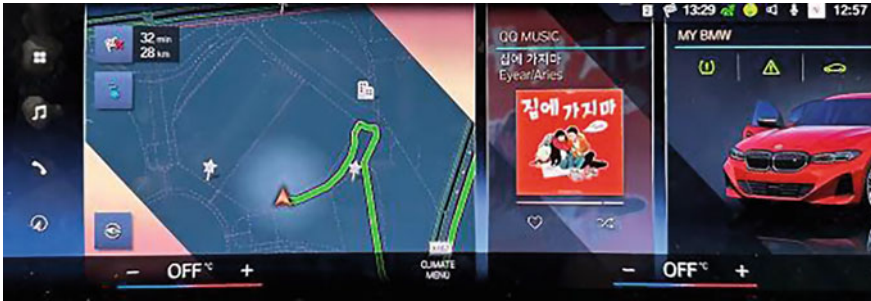 13:29
12:57
32 min
28 km
QQ MUSIC
집에 가지마
Eyear/Aries
집에 가지마
MY BMW
CLIMATE
MENU
− OFF °C +
− OFF °C +